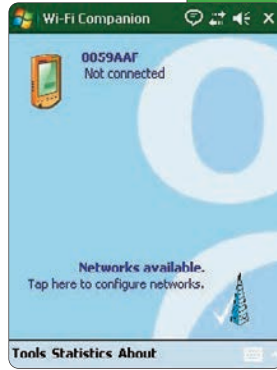 Wi-Fi Companion
0059AAF
Not connected
Networks available.
Tap here to configure networks.
Tools Statistics About